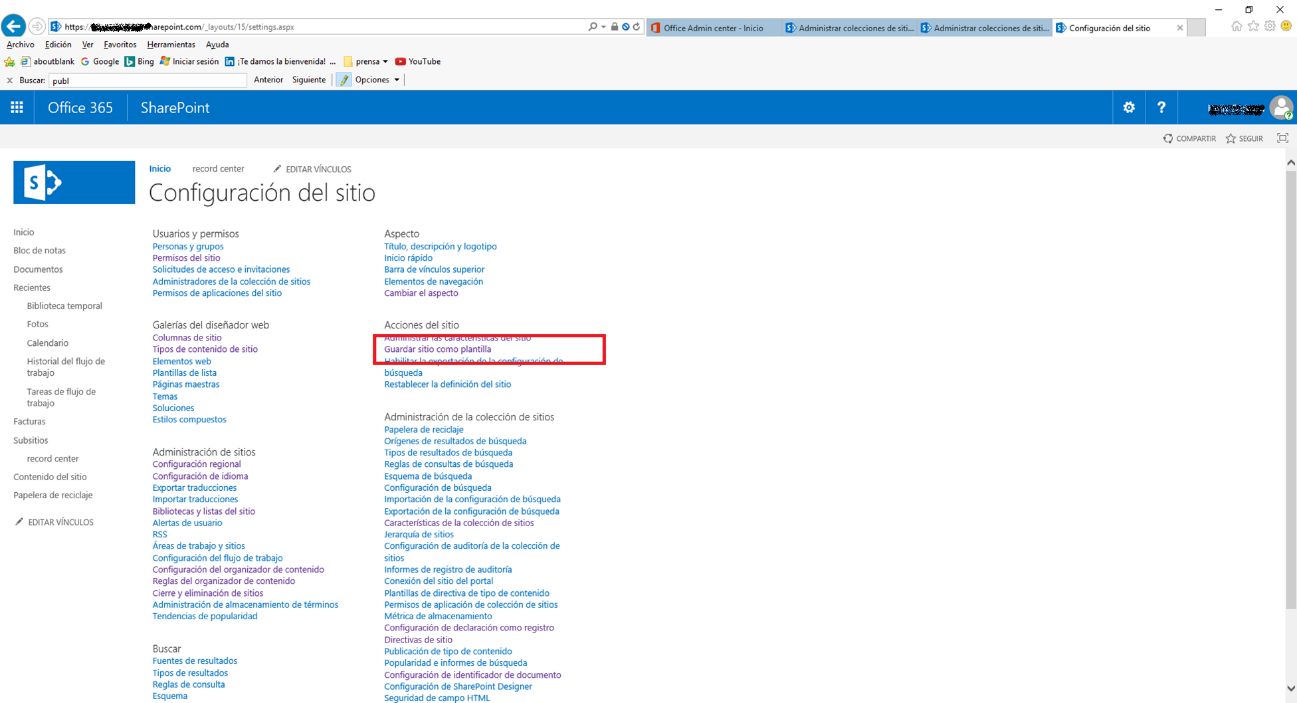 https:// harepoint.com/_layouts/15/settings.aspx
Office Admin center - Inicio
Administrar colecciones de siti...
Administrar colecciones de siti...
Configuración del sitio
Archivo Edición Ver Favoritos Herramientas Ayuda
aboutblank Google Bing Iniciar sesión ¡Te damos la bienvenida! ... prensa YouTube
Buscar: publ Anterior Siguiente Opciones
Office 365 SharePoint ?
COMPARTIR SEGUIR
Inicio record center EDITAR VÍNCULOS
Configuración del sitio
Inicio
Bloc de notas
Documentos
Recientes
Biblioteca temporal
Fotos
Calendario
Historial del flujo de
trabajo
Tareas de flujo de
trabajo
Facturas
Subsitios
record center
Contenido del sitio
Papelera de reciclaje
EDITAR VÍNCULOS
Usuarios y permisos
Personas y grupos
Permisos del sitio
Solicitudes de acceso e invitaciones
Administradores de la colección de sitios
Permisos de aplicaciones del sitio
Galerías del diseñador web
Columnas de sitio
Tipos de contenido de sitio
Elementos web
Plantillas de lista
Páginas maestras
Temas
Soluciones
Estilos compuestos
Administración de sitios
Configuración regional
Configuración de idioma
Exportar traducciones
Importar traducciones
Bibliotecas y listas del sitio
Alertas de usuario
RSS
Áreas de trabajo y sitios
Configuración del flujo de trabajo
Configuración del organizador de contenido
Reglas del organizador de contenido
Cierre y eliminación de sitios
Administración de almacenamiento de términos
Tendencias de popularidad
Buscar
Fuentes de resultados
Tipos de resultados
Reglas de consulta
Esquema
Aspecto
Título, descripción y logotipo
Inicio rápido
Barra de vínculos superior
Elementos de navegación
Cambiar el aspecto
Acciones del sitio
Administrar las características del sitio
Guardar sitio como plantilla
Habilitar la exportación de la configuración de
búsqueda
Restablecer la definición del sitio
Administración de la colección de sitios
Papelera de reciclaje
Orígenes de resultados de búsqueda
Tipos de resultados de búsqueda
Reglas de consultas de búsqueda
Esquema de búsqueda
Configuración de búsqueda
Importación de la configuración de búsqueda
Exportación de la configuración de búsqueda
Características de la colección de sitios
Jerarquía de sitios
Configuración de auditoría de la colección de
sitios
Informes de registro de auditoría
Conexión del sitio del portal
Plantillas de directiva de tipo de contenido
Permisos de aplicación de colección de sitios
Métrica de almacenamiento
Configuración de declaración como registro
Directivas de sitio
Publicación de tipo de contenido
Popularidad e informes de búsqueda
Configuración de identificador de documento
Configuración de SharePoint Designer
Seguridad de campo HTML